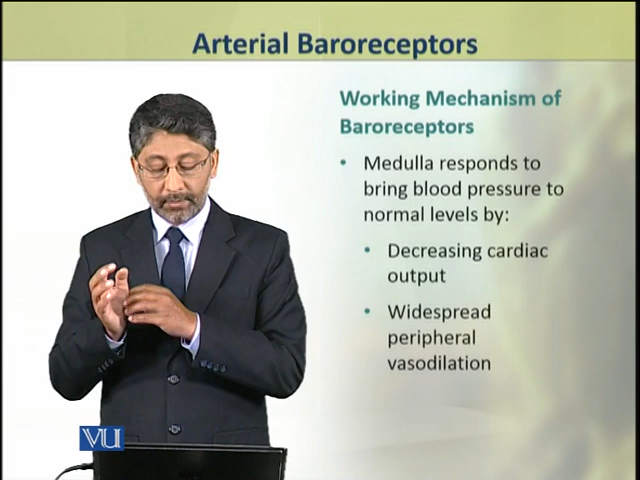 Arterial Baroreceptors
Working Mechanism of
Baroreceptors
• Medulla responds to
bring blood pressure to
normal levels by:
• Decreasing cardiac
output
• Widespread
peripheral
vasodilation
VU